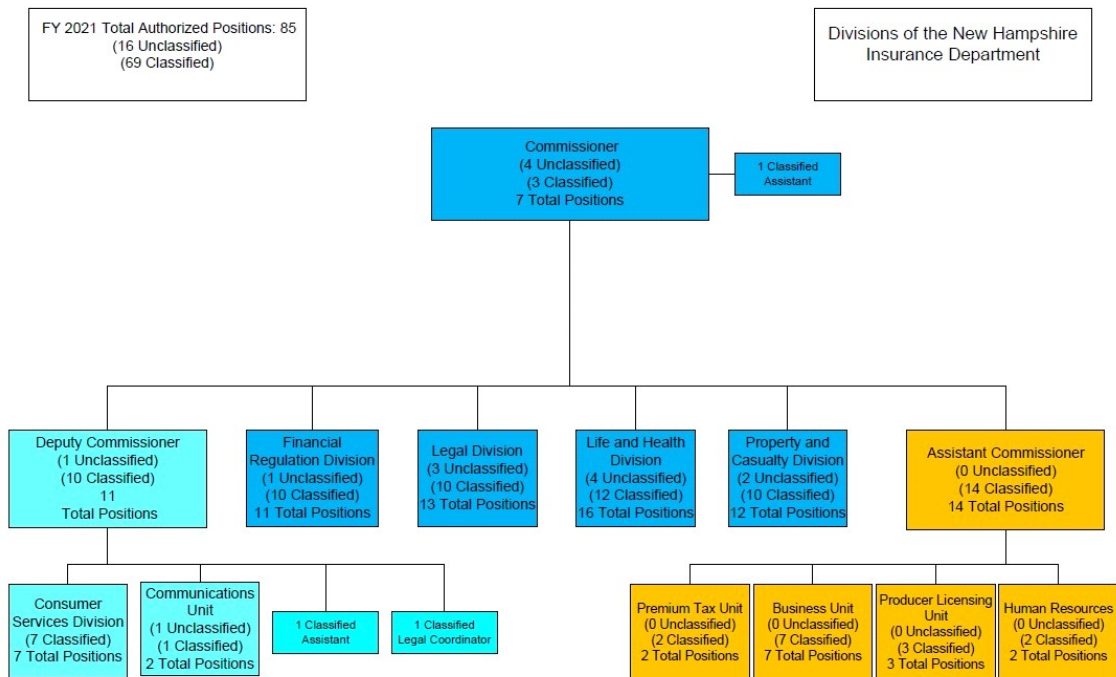 FY 2021 Total Authorized Positions: 85
(16 Unclassified)
(69 Classified)
Divisions of the New Hampshire
Insurance Department
Commissioner
(4 Unclassified)
(3 Classified)
7 Total Positions
1 Classified
Assistant
Deputy Commissioner
(1 Unclassified)
(10 Classified)
11
Total Positions
Financial
Regulation Division
(1 Unclassified)
(10 Classified)
11 Total Positions
Legal Division
(3 Unclassified)
(10 Classified)
13 Total Positions
Life and Health
Division
(4 Unclassified)
(12 Classified)
16 Total Positions
Property and
Casualty Division
(2 Unclassified)
(10 Classified)
12 Total Positions
Assistant Commissioner
(0 Unclassified)
(14 Classified)
14 Total Positions
Consumer
Services Division
(7 Classified)
7 Total Positions
Communications
Unit
(1 Unclassified)
(1 Classified)
2 Total Positions
1 Classified
Assistant
1 Classified
Legal Coordinator
Premium Tax Unit
(0 Unclassified)
(2 Classified)
2 Total Positions
Business Unit
(0 Unclassified)
(7 Classified)
7 Total Positions
Producer Licensing
Unit
(0 Unclassified)
(3 Classified)
3 Total Positions
Human Resources
(0 Unclassified)
(2 Classified)
2 Total Positions